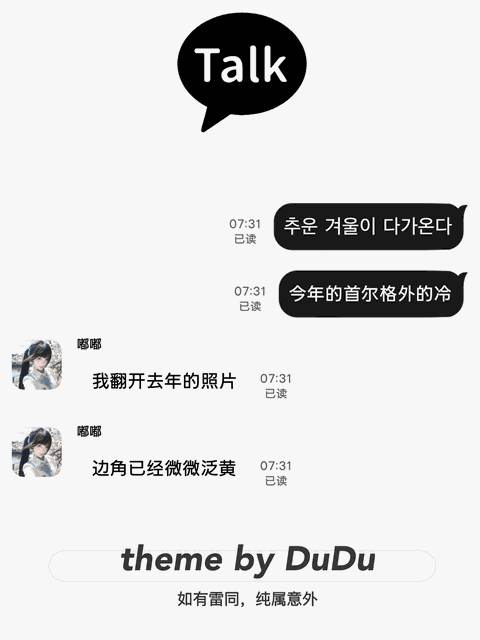 Talk
07:31
已读
추운 겨울이 다가온다
07:31
已读
今年的首尔格外的冷
嘟嘟
我翻开去年的照片
07:31
已读
嘟嘟
边角已经微微泛黄
07:31
已读
theme by DuDu
如有雷同，纯属意外